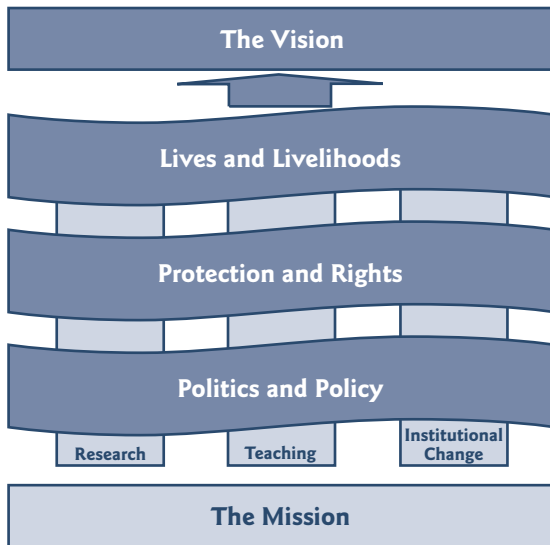 The Vision
Lives and Livelihoods
Protection and Rights
Politics and Policy
Research
Teaching
Institutional
Change
The Mission